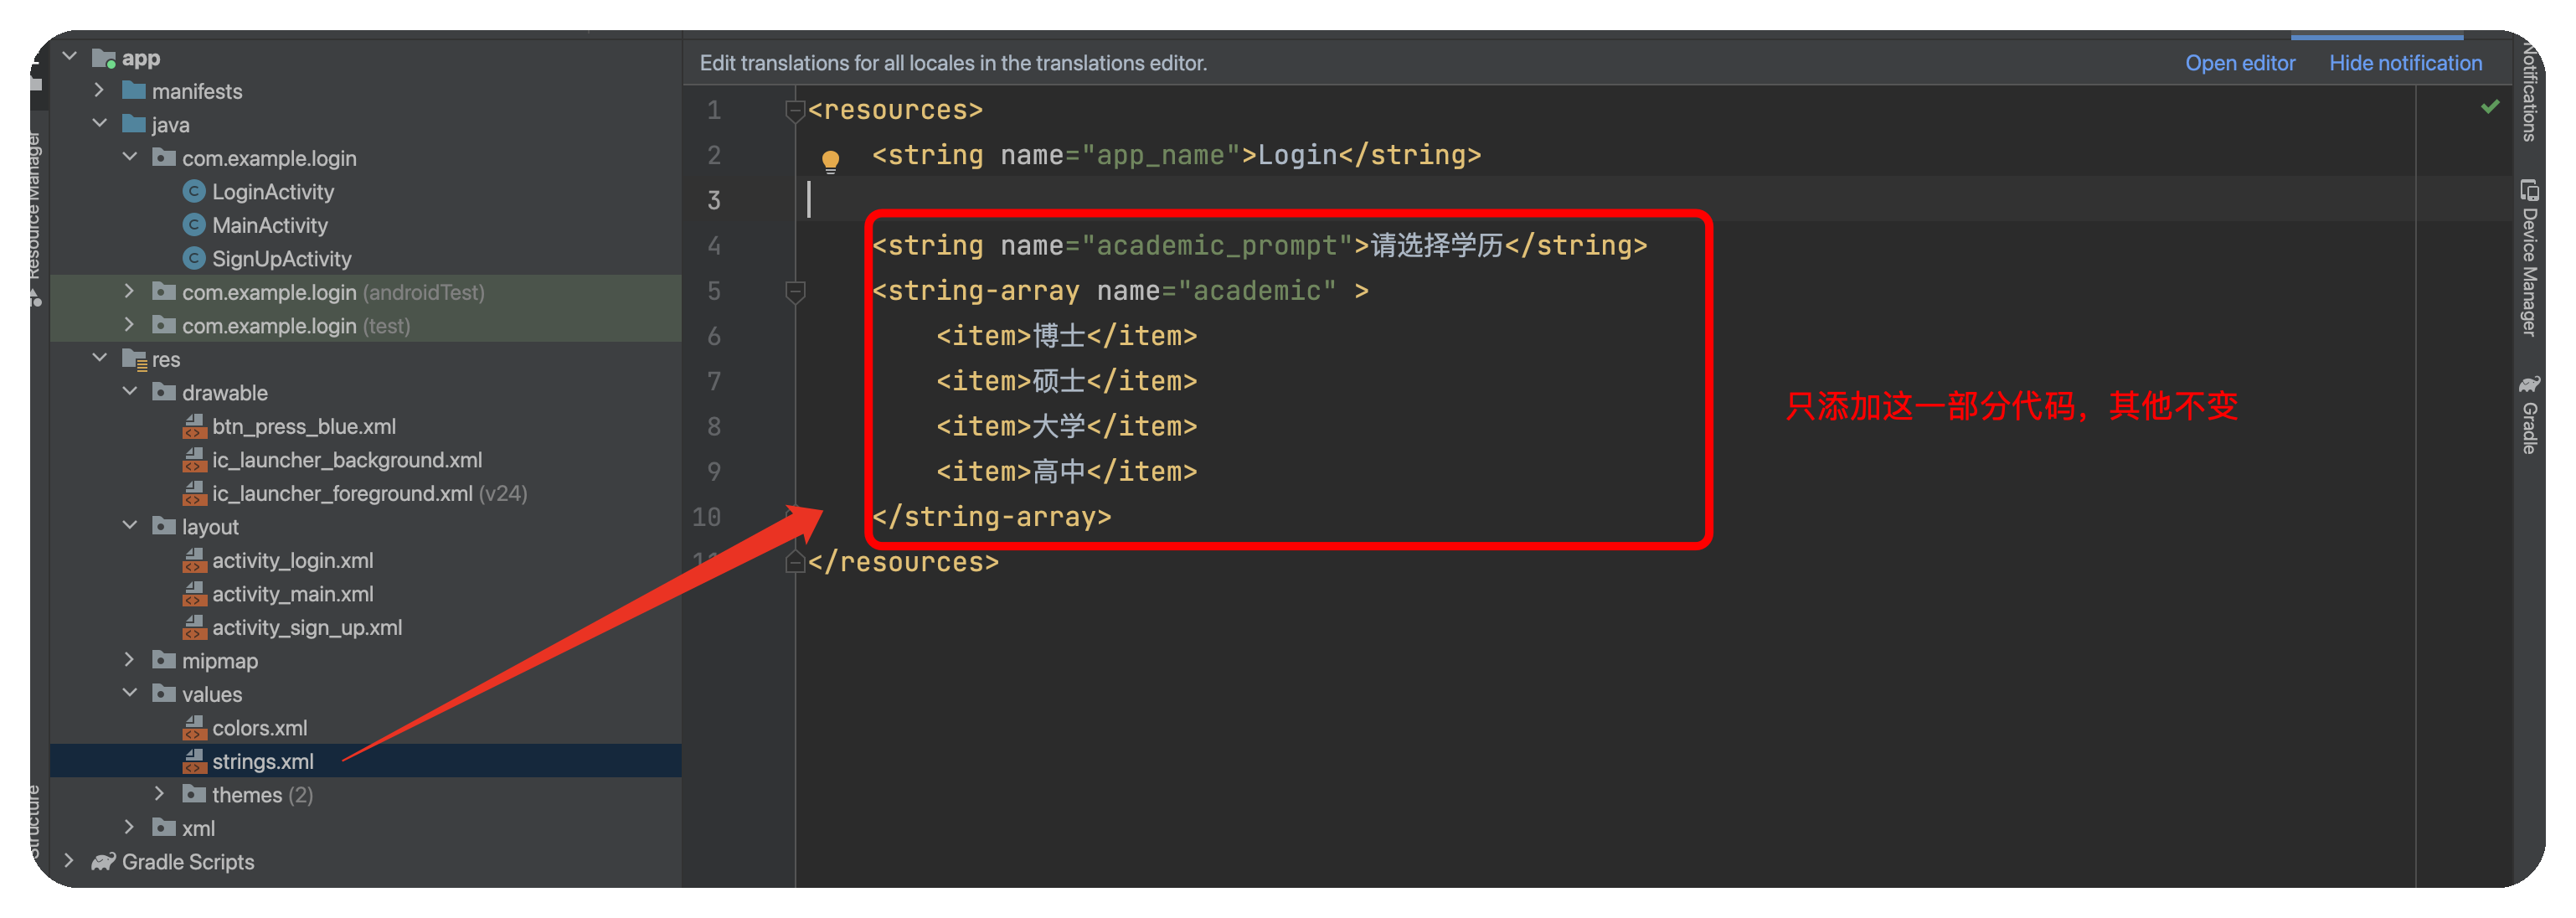 app
manifests
java
com.example.login
LoginActivity
MainActivity
SignUpActivity
com.example.login (androidTest)
com.example.login (test)
res
drawable
btn_press_blue.xml
ic_launcher_background.xml
ic_launcher_foreground.xml (v24)
layout
activity_login.xml
activity_main.xml
activity_sign_up.xml
mipmap
values
colors.xml
strings.xml
themes (2)
xml
Gradle Scripts
Resource Manager
Structure
Edit translations for all locales in the translations editor.
Open editor
Hide notification
1 <resources>
2 <string name="app_name">Login</string>
3
4 <string name="academic_prompt">请选择学历</string>
5 <string-array name="academic" >
6 <item>博士</item>
7 <item>硕士</item>
8 <item>大学</item>
9 <item>高中</item>
10 </string-array>
11 </resources>
只添加这一部分代码，其他不变
Notifications
Device Manager
Gradle